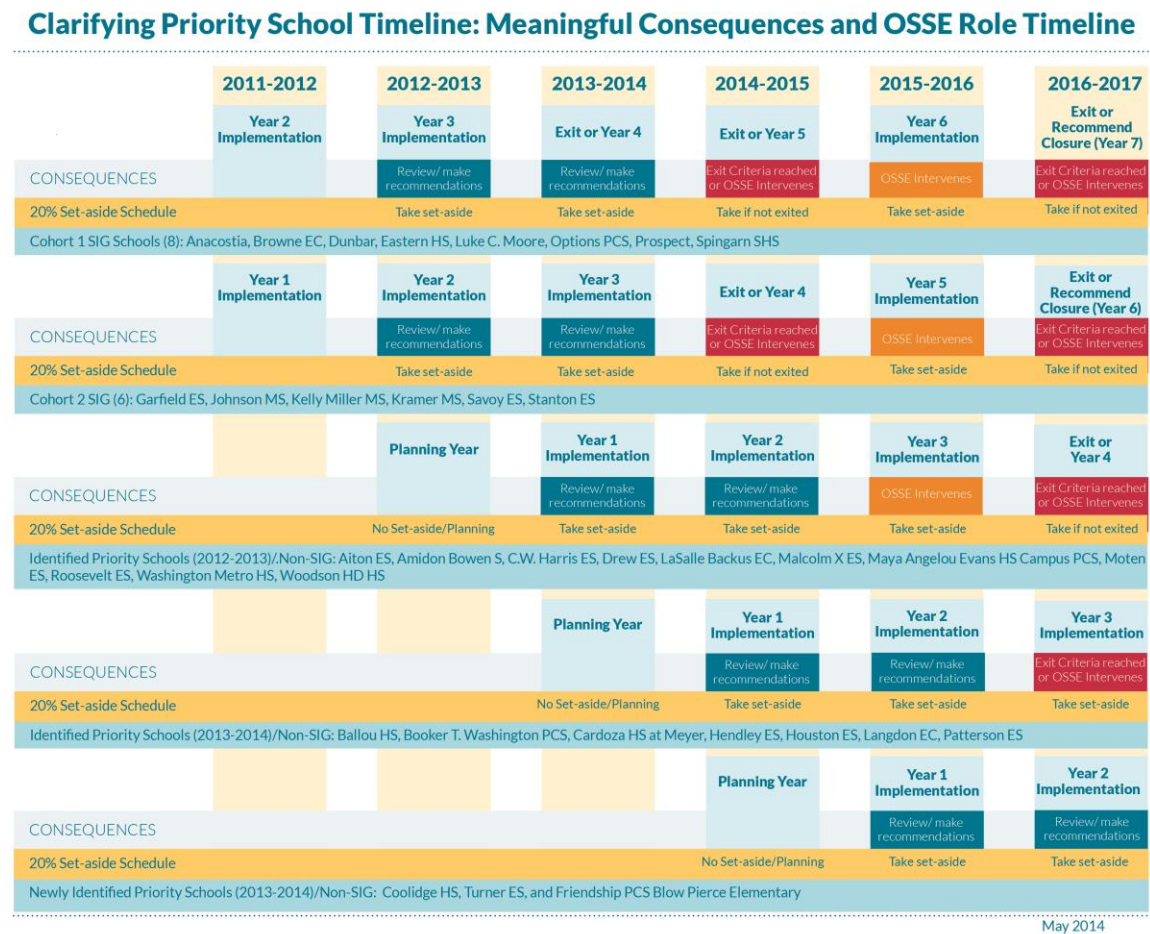 Clarifying Priority School Timeline: Meaningful Consequences and OSSE Role Timeline
2011-2012 2012-2013 2013-2014 2014-2015 2015-2016 2016-2017
Year 2 Implementation Year 3 Implementation Exit or Year 4 Exit or Year 5 Year 6 Implementation Exit or Recommend Closure (Year 7)
CONSEQUENCES Review/ make recommendations Review/ make recommendations Exit Criteria reached or OSSE Intervenes OSSE Intervenes Exit Criteria reached or OSSE Intervenes
20% Set-aside Schedule Take set-aside Take set-aside Take if not exited Take set-aside Take if not exited
Cohort 1 SIG Schools (8): Anacostia, Browne EC, Dunbar, Eastern HS, Luke C. Moore, Options PCS, Prospect, Spingarn SHS
Year 1 Implementation Year 2 Implementation Year 3 Implementation Exit or Year 4 Year 5 Implementation Exit or Recommend Closure (Year 6)
CONSEQUENCES Review/ make recommendations Review/ make recommendations Exit Criteria reached or OSSE Intervenes OSSE Intervenes Exit Criteria reached or OSSE Intervenes
20% Set-aside Schedule Take set-aside Take set-aside Take if not exited Take set-aside Take if not exited
Cohort 2 SIG (6): Garfield ES, Johnson MS, Kelly Miller MS, Kramer MS, Savoy ES, Stanton ES
Planning Year Year 1 Implementation Year 2 Implementation Year 3 Implementation Exit or Year 4
CONSEQUENCES Review/ make recommendations Review/ make recommendations OSSE Intervenes Exit Criteria reached or OSSE Intervenes
20% Set-aside Schedule No Set-aside/Planning Take set-aside Take set-aside Take set-aside Take if not exited
Identified Priority Schools (2012-2013)/.Non-SIG: Aiton ES, Amidon Bowen S, C.W. Harris ES, Drew ES, LaSalle Backus EC, Malcolm X ES, Maya Angelou Evans HS Campus PCS, Moten
ES, Roosevelt ES, Washington Metro HS, Woodson HD HS
Planning Year Year 1 Implementation Year 2 Implementation Year 3 Implementation
CONSEQUENCES Review/ make recommendations Review/ make recommendations Exit Criteria reached or OSSE Intervenes
20% Set-aside Schedule No Set-aside/Planning Take set-aside Take set-aside Take set-aside
Identified Priority Schools (2013-2014)/Non-SIG: Ballou HS, Booker T. Washington PCS, Cardoza HS at Meyer, Hendley ES, Houston ES, Langdon EC, Patterson ES
Planning Year Year 1 Implementation Year 2 Implementation
CONSEQUENCES Review/ make recommendations Review/ make recommendations
20% Set-aside Schedule No Set-aside/Planning Take set-aside Take set-aside
Newly Identified Priority Schools (2013-2014)/Non-SIG: Coolidge HS, Turner ES, and Friendship PCS Blow Pierce Elementary
May 2014